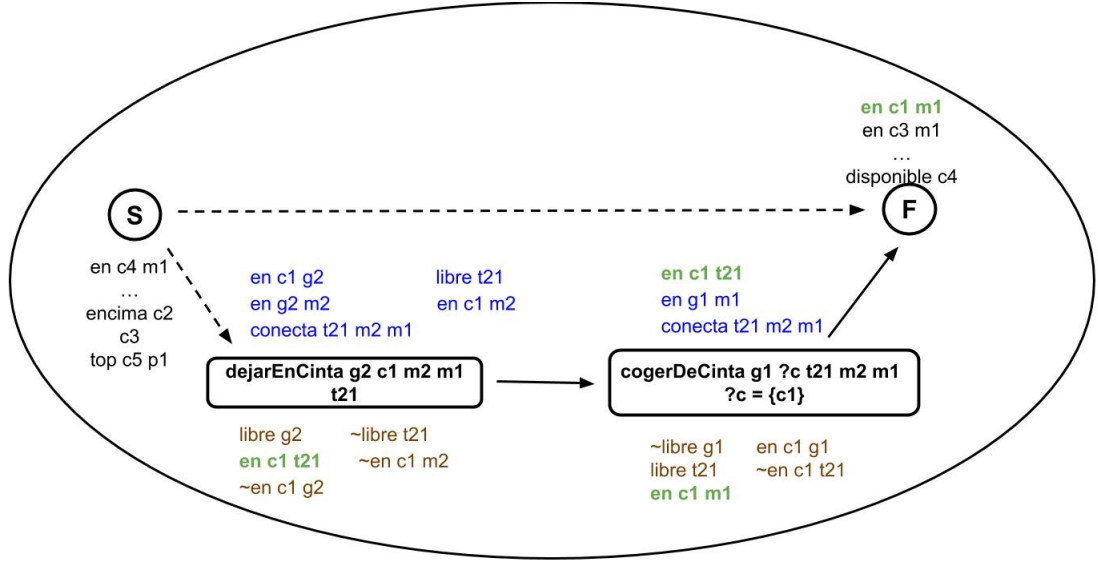 en c1 m1
en c3 m1
...
disponible c4
S
F
en c4 m1
...
encima c2
c3
top c5 p1
en c1 g2
libre t21
en g2 m2
en c1 m2
conecta t21 m2 m1
en c1 t21
en g1 m1
conecta t21 m2 m1
dejarEnCinta g2 c1 m2 m1
t21
cogerDeCinta g1 ?c t21 m2 m1
?c = {c1}
libre g2
~libre t21
en c1 t21
~en c1 m2
~en c1 g2
~libre g1
en c1 g1
libre t21
~en c1 t21
en c1 m1